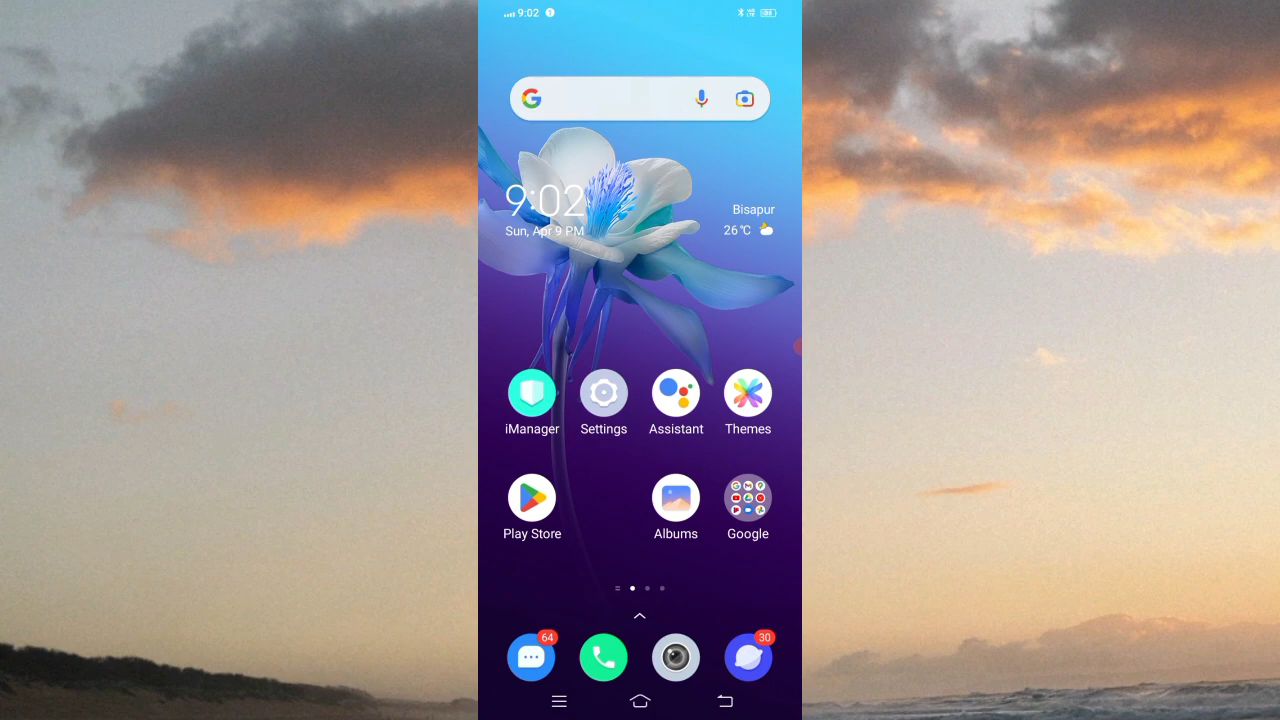 9:02
9:02
Sun, Apr 9 PM
Bisapur
26°C
iManager
Settings
Assistant
Themes
Play Store
Albums
Google
64
30